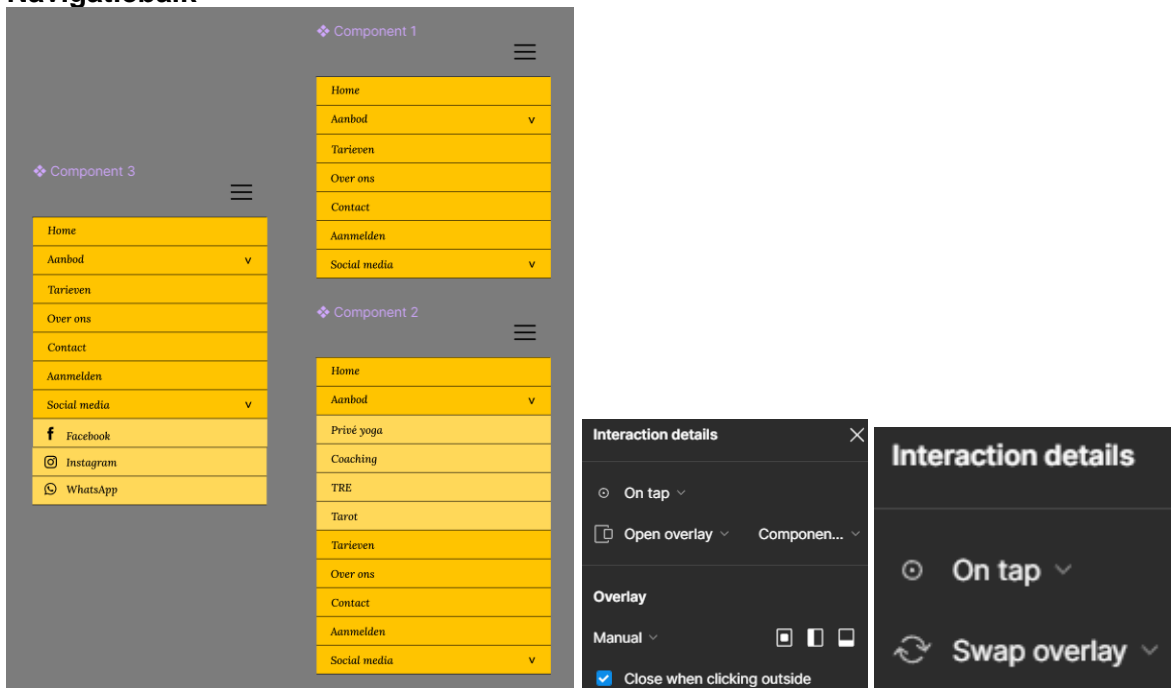 Navigatiebalk
Component 1
Home
Aanbod v
Tarieven
Over ons
Contact
Aanmelden
Social media v
Component 3
Home
Aanbod v
Tarieven
Over ons
Contact
Aanmelden
Social media v
Facebook
Instagram
WhatsApp
Component 2
Home
Aanbod v
Privé yoga
Coaching
TRE
Tarot
Tarieven
Over ons
Contact
Aanmelden
Social media v
Interaction details
On tap
Open overlay Componen...
Overlay
Manual
Close when clicking outside
Interaction details
On tap
Swap overlay